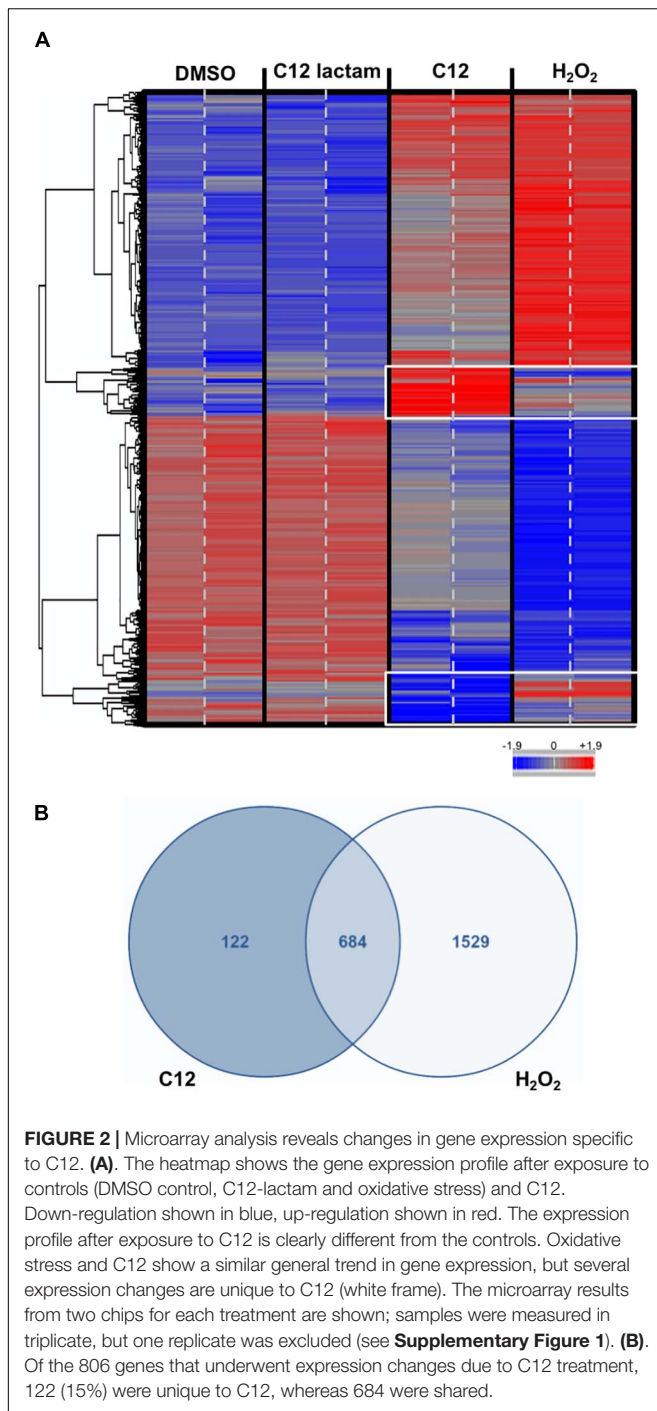 A
DMSO C12 lactam C12 H₂O₂
-1.9 0 +1.9
B
122 684 1529
C12 H₂O₂
FIGURE 2 | Microarray analysis reveals changes in gene expression specific
to C12. (A). The heatmap shows the gene expression profile after exposure to
controls (DMSO control, C12-lactam and oxidative stress) and C12.
Down-regulation shown in blue, up-regulation shown in red. The expression
profile after exposure to C12 is clearly different from the controls. Oxidative
stress and C12 show a similar general trend in gene expression, but several
expression changes are unique to C12 (white frame). The microarray results
from two chips for each treatment are shown; samples were measured in
triplicate, but one replicate was excluded (see Supplementary Figure 1). (B).
Of the 806 genes that underwent expression changes due to C12 treatment,
122 (15%) were unique to C12, whereas 684 were shared.